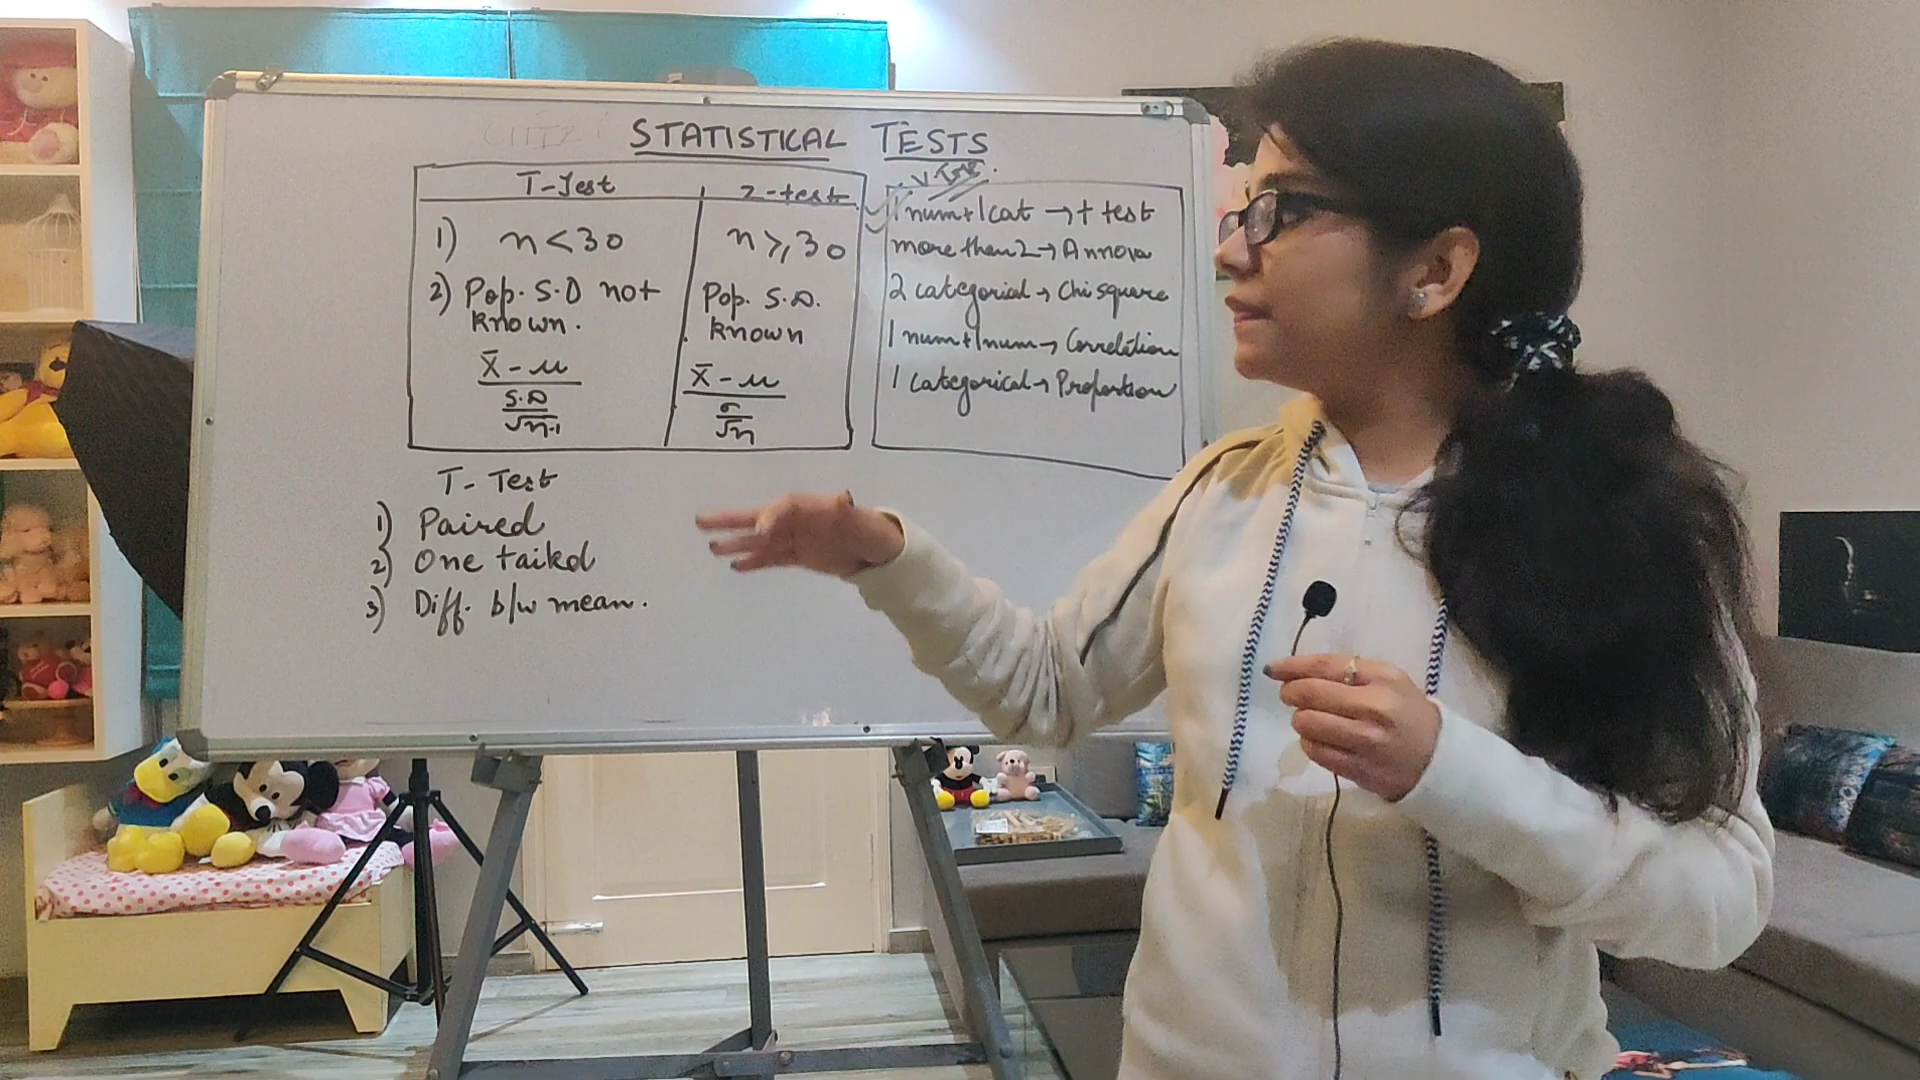 STATISTICAL TESTS
T-Test
Z-test
1) n < 30
n ≥ 30
2) Pop. S.D not
known.
Pop. S.D.
known
X̄ - μ
S.D
√n-1
X̄ - μ
σ
√n
1 num + 1 cat → t test
more than 2 → Annova
2 categorial → Chi square
1 num + 1 num → Correlation
1 categorical → Proportion
T- Test
1) Paired
2) One tailed
3) Diff. b/w mean.